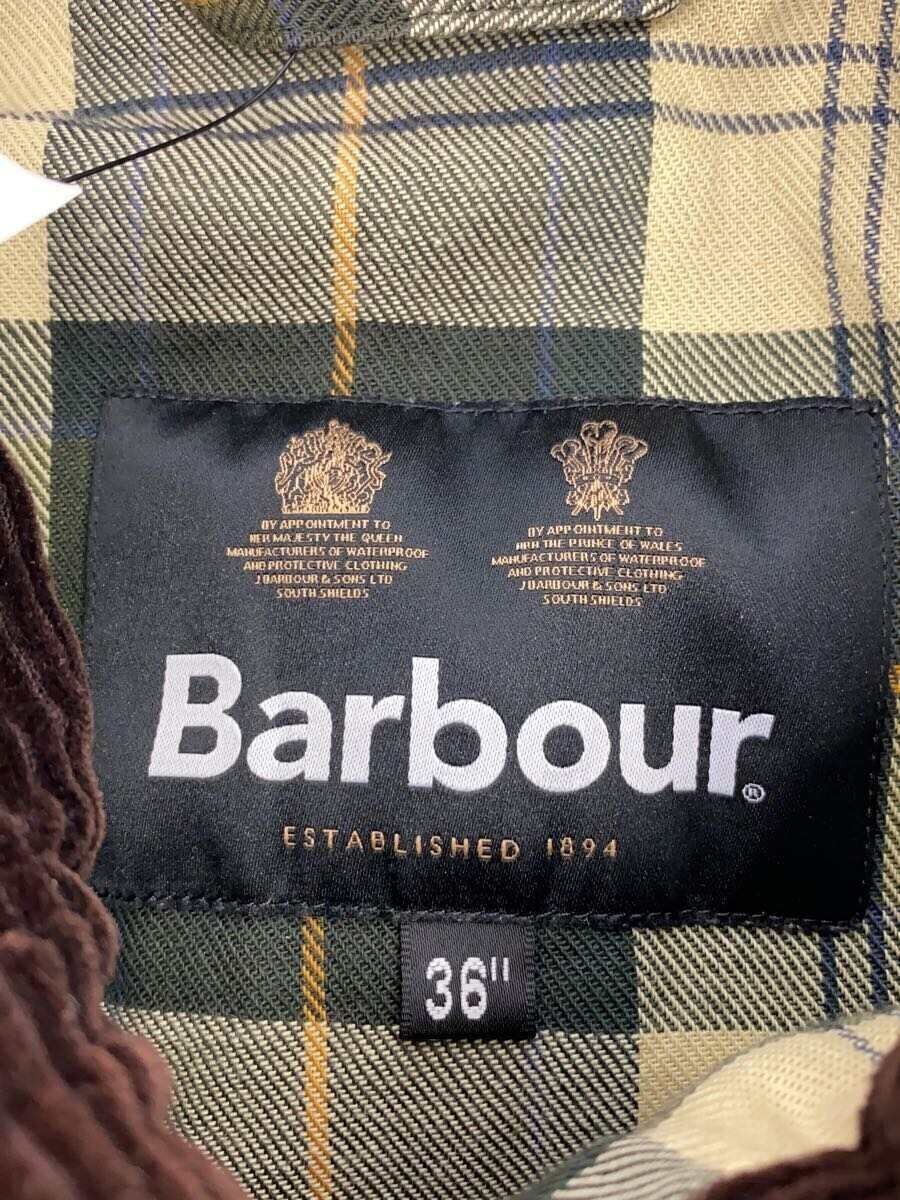 BY APPOINTMENT TO
HER MAJESTY THE QUEEN
MANUFACTURERS OF WATERPROOF
AND PROTECTIVE CLOTHING
J BARBOUR & SONS LTD
SOUTH SHIELDS
BY APPOINTMENT TO
HRH THE PRINCE OF WALES
MANUFACTURERS OF WATERPROOF
AND PROTECTIVE CLOTHING
J BARBOUR & SONS LTD
SOUTH SHIELDS
Barbour®
ESTABLISHED 1894
36"